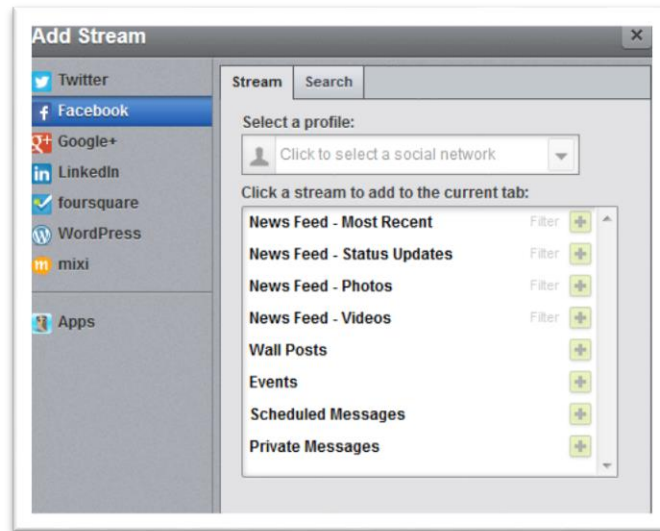 Add Stream
Twitter
Facebook
Google+
LinkedIn
foursquare
WordPress
mixi
Apps
Stream Search
Select a profile:
Click to select a social network
Click a stream to add to the current tab:
News Feed - Most Recent Filter
News Feed - Status Updates Filter
News Feed - Photos Filter
News Feed - Videos Filter
Wall Posts
Events
Scheduled Messages
Private Messages